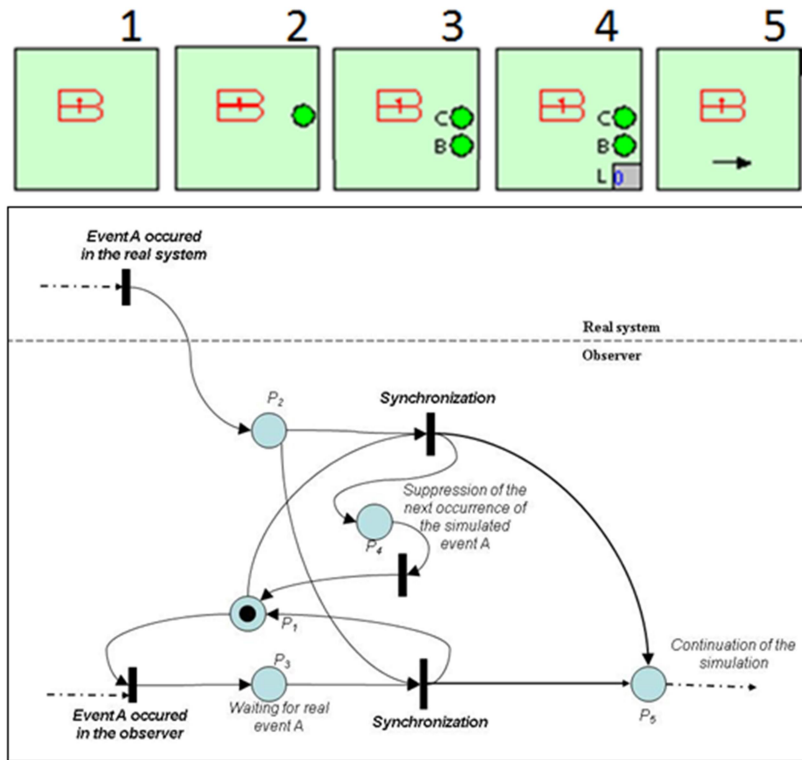 1 2 3 4 5
C C
B B
L 0
Event A occured
in the real system
Real system
Observer
P2
Synchronization
Suppression of the
next occurrence of
the simulated
event A
P4
P1
P3
Continuation of the
simulation
Waiting for real
event A
Event A occured
in the observer
Synchronization
P5